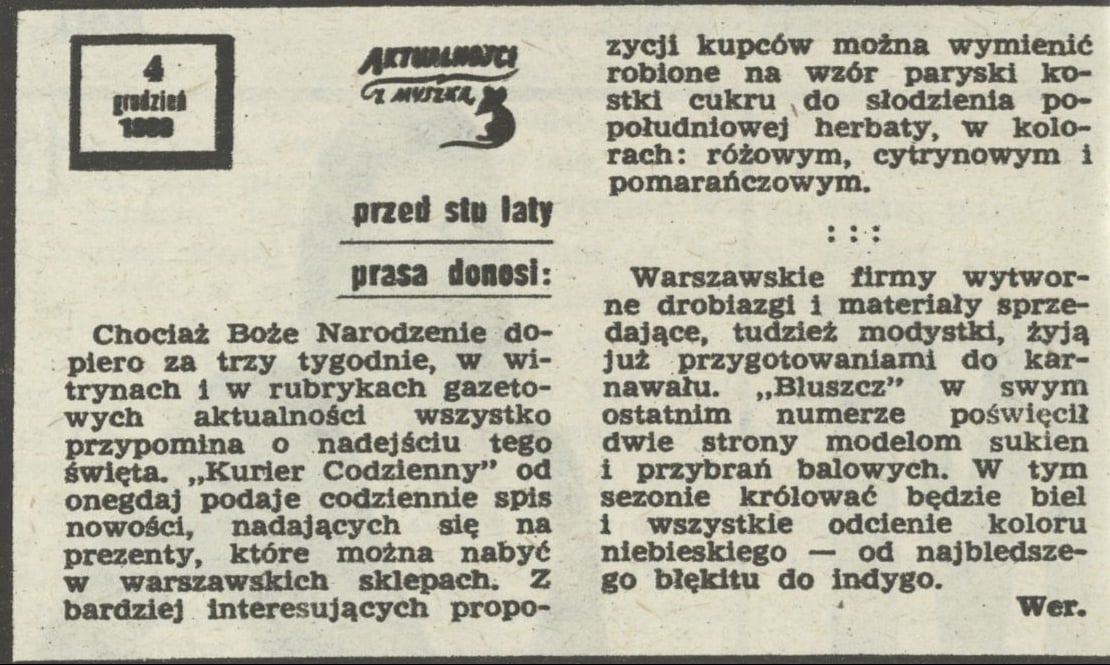 4
grudzień
AKTUALNOŚCI
Z MYSZKĄ
przed stu laty
prasa donosi:
Chociaż Boże Narodzenie do-
piero za trzy tygodnie, w wi-
trynach i w rubrykach gazeto-
wych aktualności wszystko
przypomina o nadejściu tego
święta. „Kurier Codzienny” od
onegdaj podaje codziennie spis
nowości, nadających się na
prezenty, które można nabyć
w warszawskich sklepach. Z
bardziej interesujących propo-
zycji kupców można wymienić
robione na wzór paryski ko-
stki cukru do słodzenia po-
południowej herbaty, w kolo-
rach: różowym, cytrynowym i
pomarańczowym.
: : :
Warszawskie firmy wytwor-
ne drobiazgi i materiały sprze-
dające, tudzież modystki, żyją
już przygotowaniami do kar-
nawału. „Bluszcz” w swym
ostatnim numerze poświęcił
dwie strony modelom sukien
i przybrań balowych. W tym
sezonie królować będzie biel
i wszystkie odcienie koloru
niebieskiego — od najbledsze-
go błękitu do indygo.
Wer.